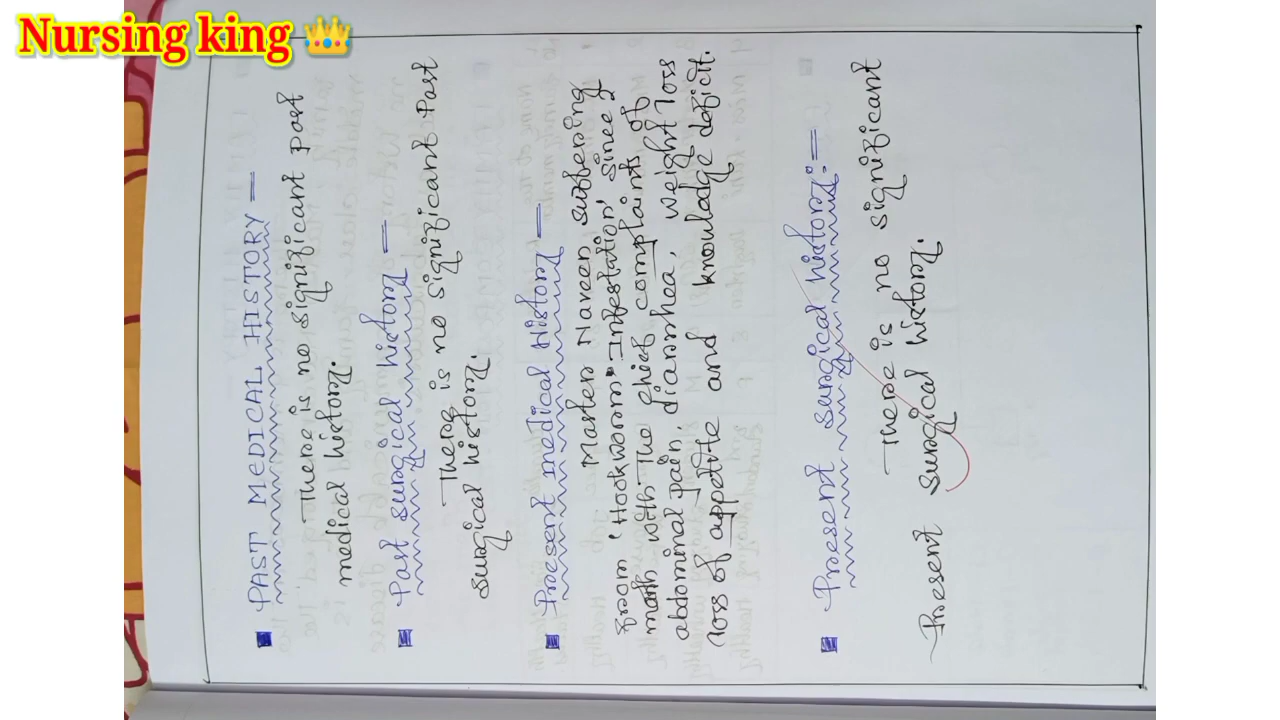 Nursing king 👑
PAST MEDICAL HISTORY =
There is no significant past
medical history.
Past surgical history =
There is no significant Past
surgical history.
Present medical History =
Master Naveen suffering
from 'Hookworm' Infestation' since 2
month with The chief complaints of
abdominal pain, diarrhea, weight loss
loss of appetite and knowladge deficit.
Present surgical history:=
There is no significant
Present surgical history.